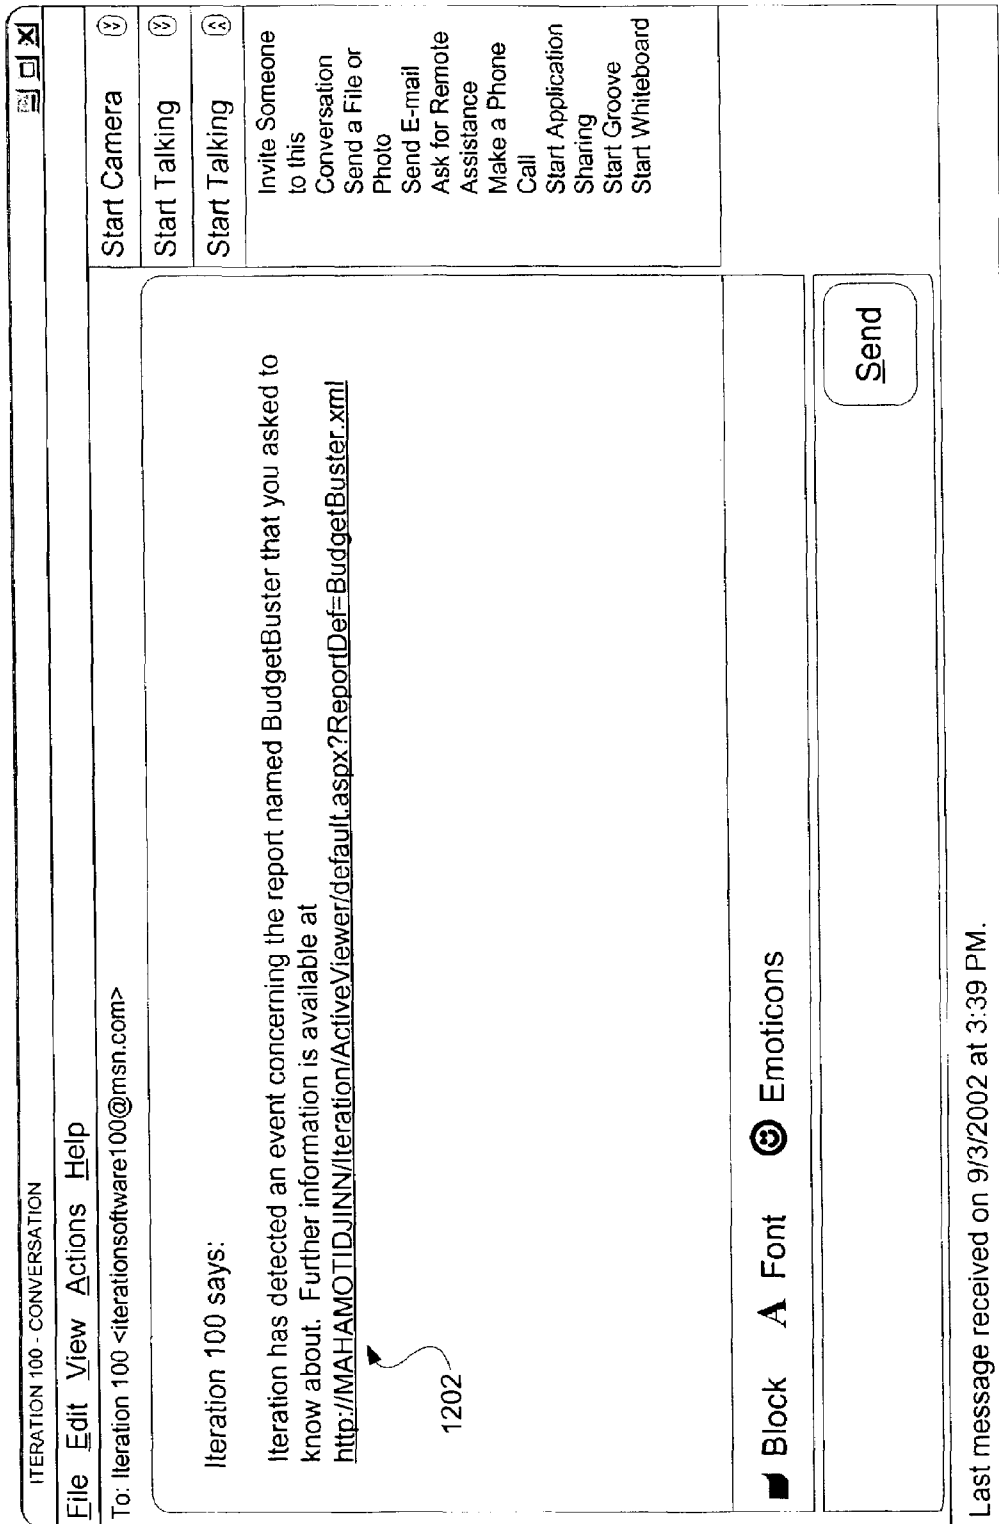 ITERATION 100 - CONVERSATION
File Edit View Actions Help
To: Iteration 100 <iterationsoftware100@msn.com>
Iteration 100 says:
Iteration has detected an event concerning the report named BudgetBuster that you asked to
know about. Further information is available at
http://MAHAMOTIDJINN/Iteration/ActiveViewer/default.aspx?ReportDef=BudgetBuster.xml
1202
Start Camera
Start Talking
Start Talking
Invite Someone
to this
Conversation
Send a File or
Photo
Send E-mail
Ask for Remote
Assistance
Make a Phone
Call
Start Application
Sharing
Start Groove
Start Whiteboard
Block A Font Emoticons
Send
Last message received on 9/3/2002 at 3:39 PM.